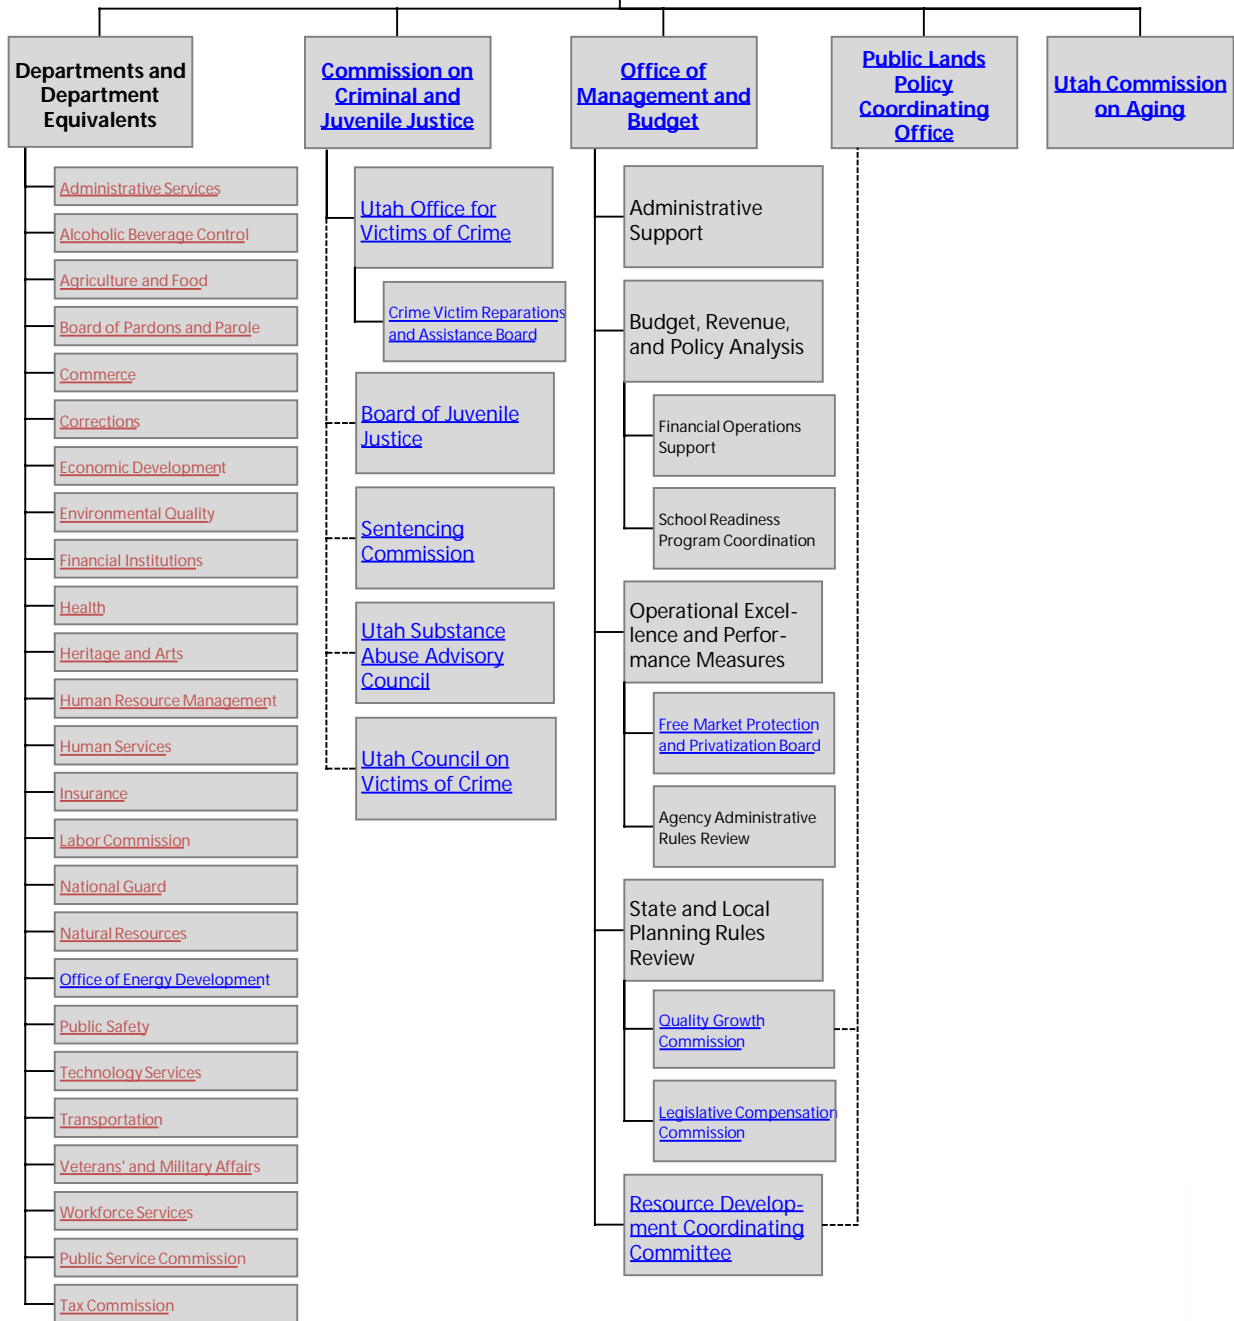 Departments and
Department
Equivalents
Administrative Services
Alcoholic Beverage Control
Agriculture and Food
Board of Pardons and Parole
Commerce
Corrections
Economic Development
Environmental Quality
Financial Institutions
Health
Heritage and Arts
Human Resource Management
Human Services
Insurance
Labor Commission
National Guard
Natural Resources
Office of Energy Development
Public Safety
Technology Services
Transportation
Veterans' and Military Affairs
Workforce Services
Public Service Commission
Tax Commission
Commission on
Criminal and
Juvenile Justice
Utah Office for
Victims of Crime
Crime Victim Reparations
and Assistance Board
Board of Juvenile
Justice
Sentencing
Commission
Utah Substance
Abuse Advisory
Council
Utah Council on
Victims of Crime
Office of
Management and
Budget
Administrative
Support
Budget, Revenue,
and Policy Analysis
Financial Operations
Support
School Readiness
Program Coordination
Operational Excel-
lence and Perfor-
mance Measures
Free Market Protection
and Privatization Board
Agency Administrative
Rules Review
State and Local
Planning Rules
Review
Quality Growth
Commission
Legislative Compensation
Commission
Resource Develop-
ment Coordinating
Committee
Public Lands
Policy
Coordinating
Office
Utah Commission
on Aging